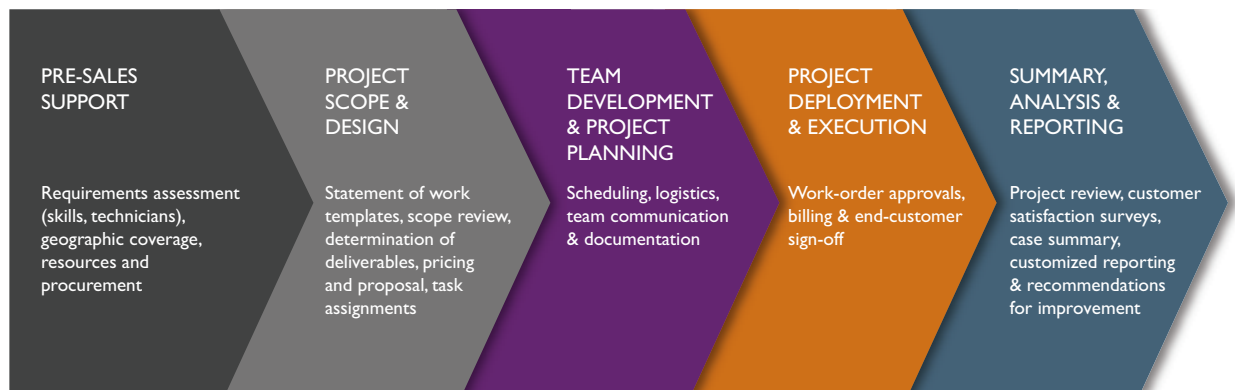 PRE-SALES
SUPPORT
Requirements assessment
(skills, technicians),
geographic coverage,
resources and
procurement
PROJECT
SCOPE &
DESIGN
Statement of work
templates, scope review,
determination of
deliverables, pricing
and proposal, task
assignments
TEAM
DEVELOPMENT
& PROJECT
PLANNING
Scheduling, logistics,
team communication
& documentation
PROJECT
DEPLOYMENT
& EXECUTION
Work-order approvals,
billing & end-customer
sign-off
SUMMARY,
ANALYSIS &
REPORTING
Project review, customer
satisfaction surveys,
case summary,
customized reporting
& recommendations
for improvement